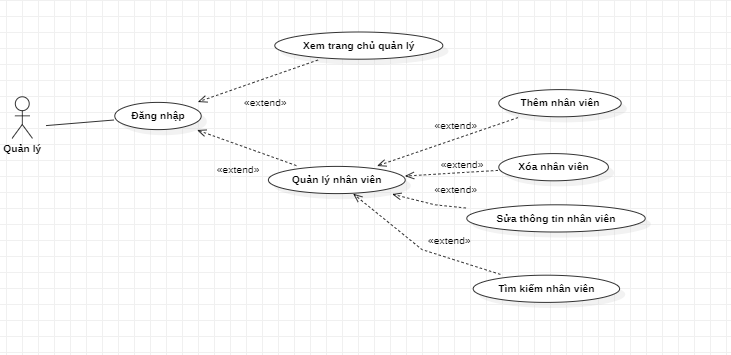 Xem trang chủ quản lý
«extend»
Đăng nhập
Quản lý
«extend»
Quản lý nhân viên
Thêm nhân viên
«extend»
Xóa nhân viên
«extend»
Sửa thông tin nhân viên
«extend»
Tìm kiếm nhân viên
«extend»